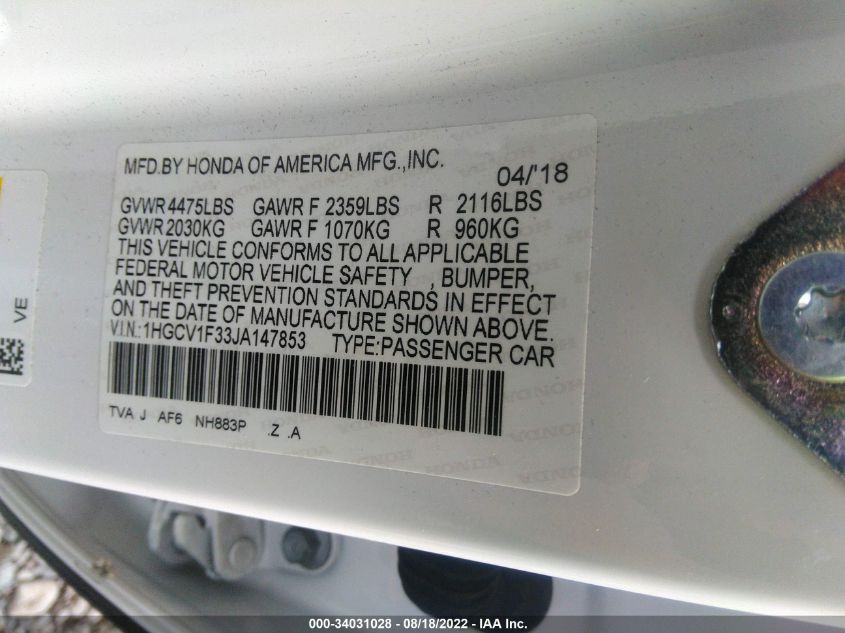 MFD.BY HONDA OF AMERICA MFG.,INC.
04/'18
GVWR 4475LBS GAWR F 2359LBS R 2116LBS
GVWR 2030KG GAWR F 1070KG R 960KG
THIS VEHICLE CONFORMS TO ALL APPLICABLE
FEDERAL MOTOR VEHICLE SAFETY , BUMPER,
AND THEFT PREVENTION STANDARDS IN EFFECT
ON THE DATE OF MANUFACTURE SHOWN ABOVE.
V.I.N.:1HGCV1F33JA147853 TYPE:PASSENGER CAR
TVA J AF6 NH883P .Z .A
VE
HONDA
000-34031028 - 08/18/2022 - IAA Inc.